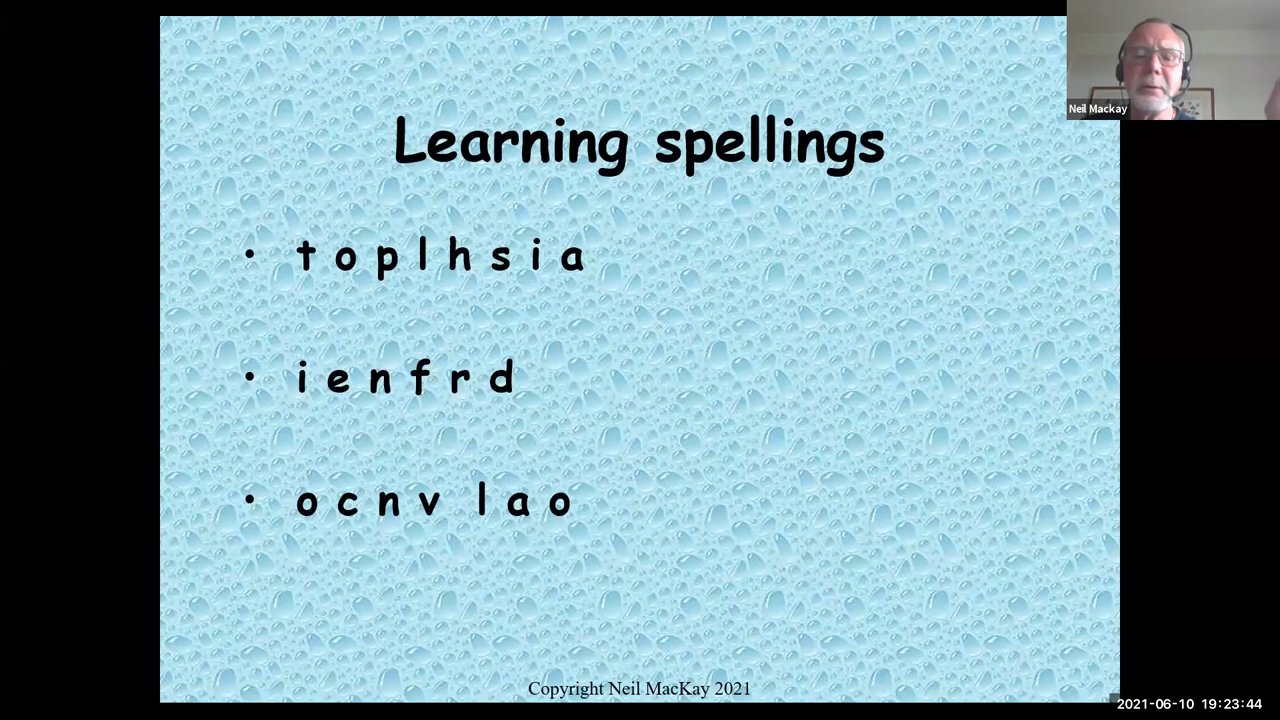 Neil Mackay
Learning spellings
• t o p l h s i a
• i e n f r d
• o c n v l a o
Copyright Neil MacKay 2021
2021-06-10 19:23:44